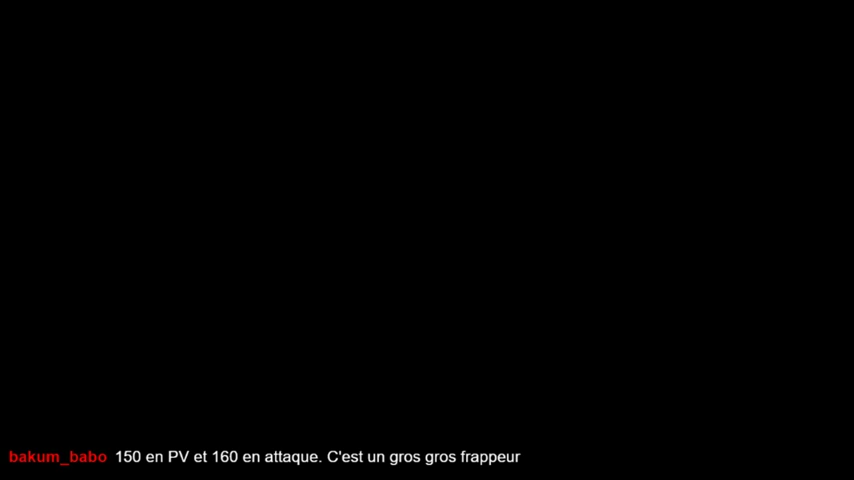 bakum_babo 150 en PV et 160 en attaque. C'est un gros gros frappeur